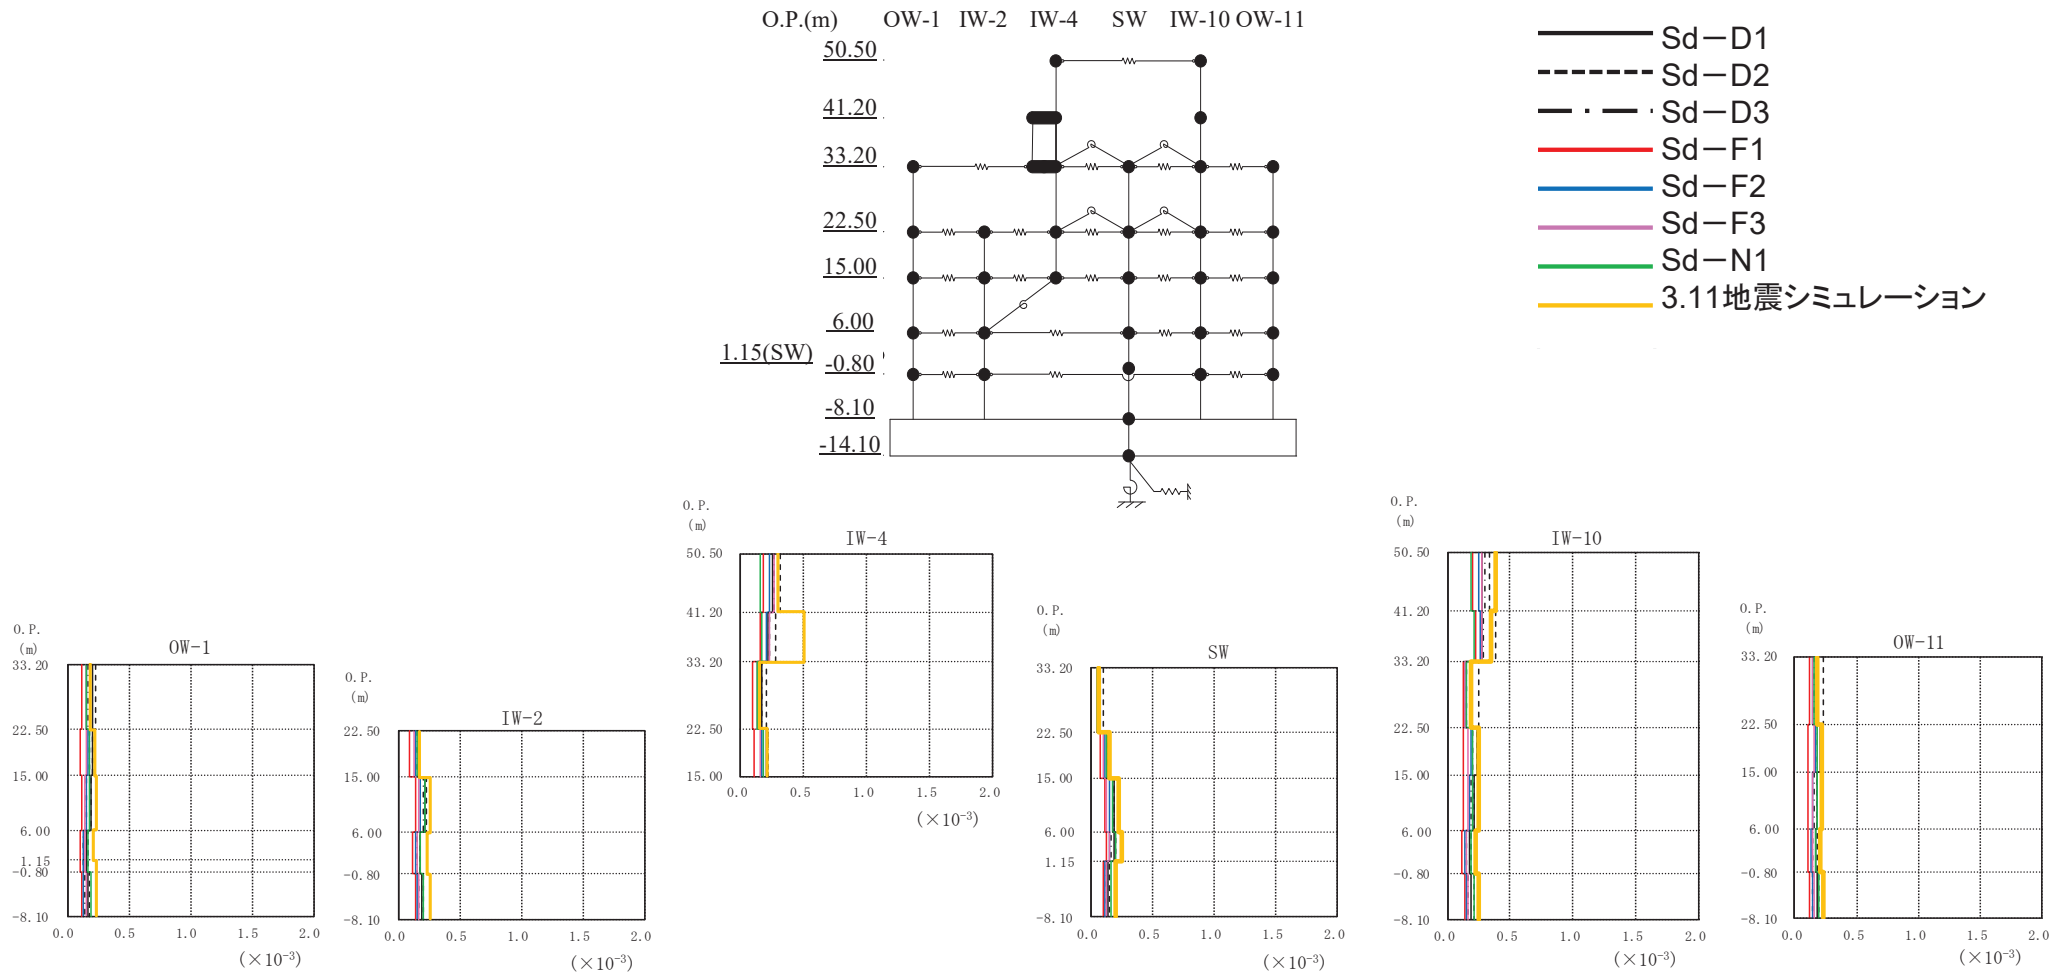 O.P.(m) OW-1 IW-2 IW-4 SW IW-10 OW-11
50.50
41.20
33.20
22.50
15.00
6.00
1.15(SW)
-0.80
-8.10
-14.10
Sd－D1
Sd－D2
Sd－D3
Sd－F1
Sd－F2
Sd－F3
Sd－N1
3.11地震シミュレーション
O.P.
(m)
OW-1
33.20
22.50
15.00
6.00
1.15
-0.80
-8.10
0.0 0.5 1.0 1.5 2.0
(×10⁻³)
O.P.
(m)
IW-2
22.50
15.00
6.00
-0.80
-8.10
0.0 0.5 1.0 1.5 2.0
(×10⁻³)
O.P.
(m)
IW-4
50.50
41.20
33.20
22.50
15.00
0.0 0.5 1.0 1.5 2.0
(×10⁻³)
O.P.
(m)
SW
33.20
22.50
15.00
6.00
1.15
-8.10
0.0 0.5 1.0 1.5 2.0
(×10⁻³)
O.P.
(m)
IW-10
50.50
41.20
33.20
22.50
15.00
6.00
-0.80
-8.10
0.0 0.5 1.0 1.5 2.0
(×10⁻³)
O.P.
(m)
OW-11
33.20
22.50
15.00
6.00
-0.80
-8.10
0.0 0.5 1.0 1.5 2.0
(×10⁻³)